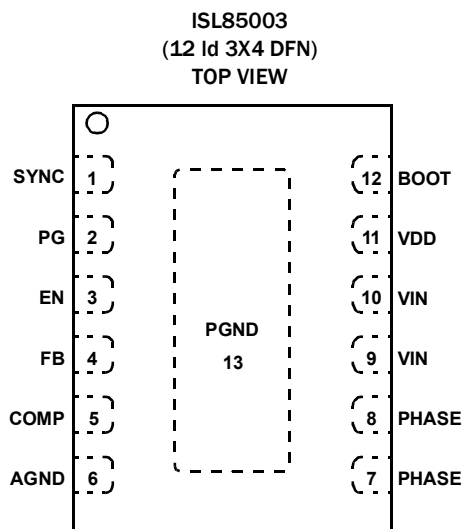 ISL85003
(12 ld 3X4 DFN)
TOP VIEW
SYNC 1 12 BOOT
PG 2 11 VDD
EN 3 10 VIN
PGND
FB 4 13 9 VIN
COMP 5 8 PHASE
AGND 6 7 PHASE